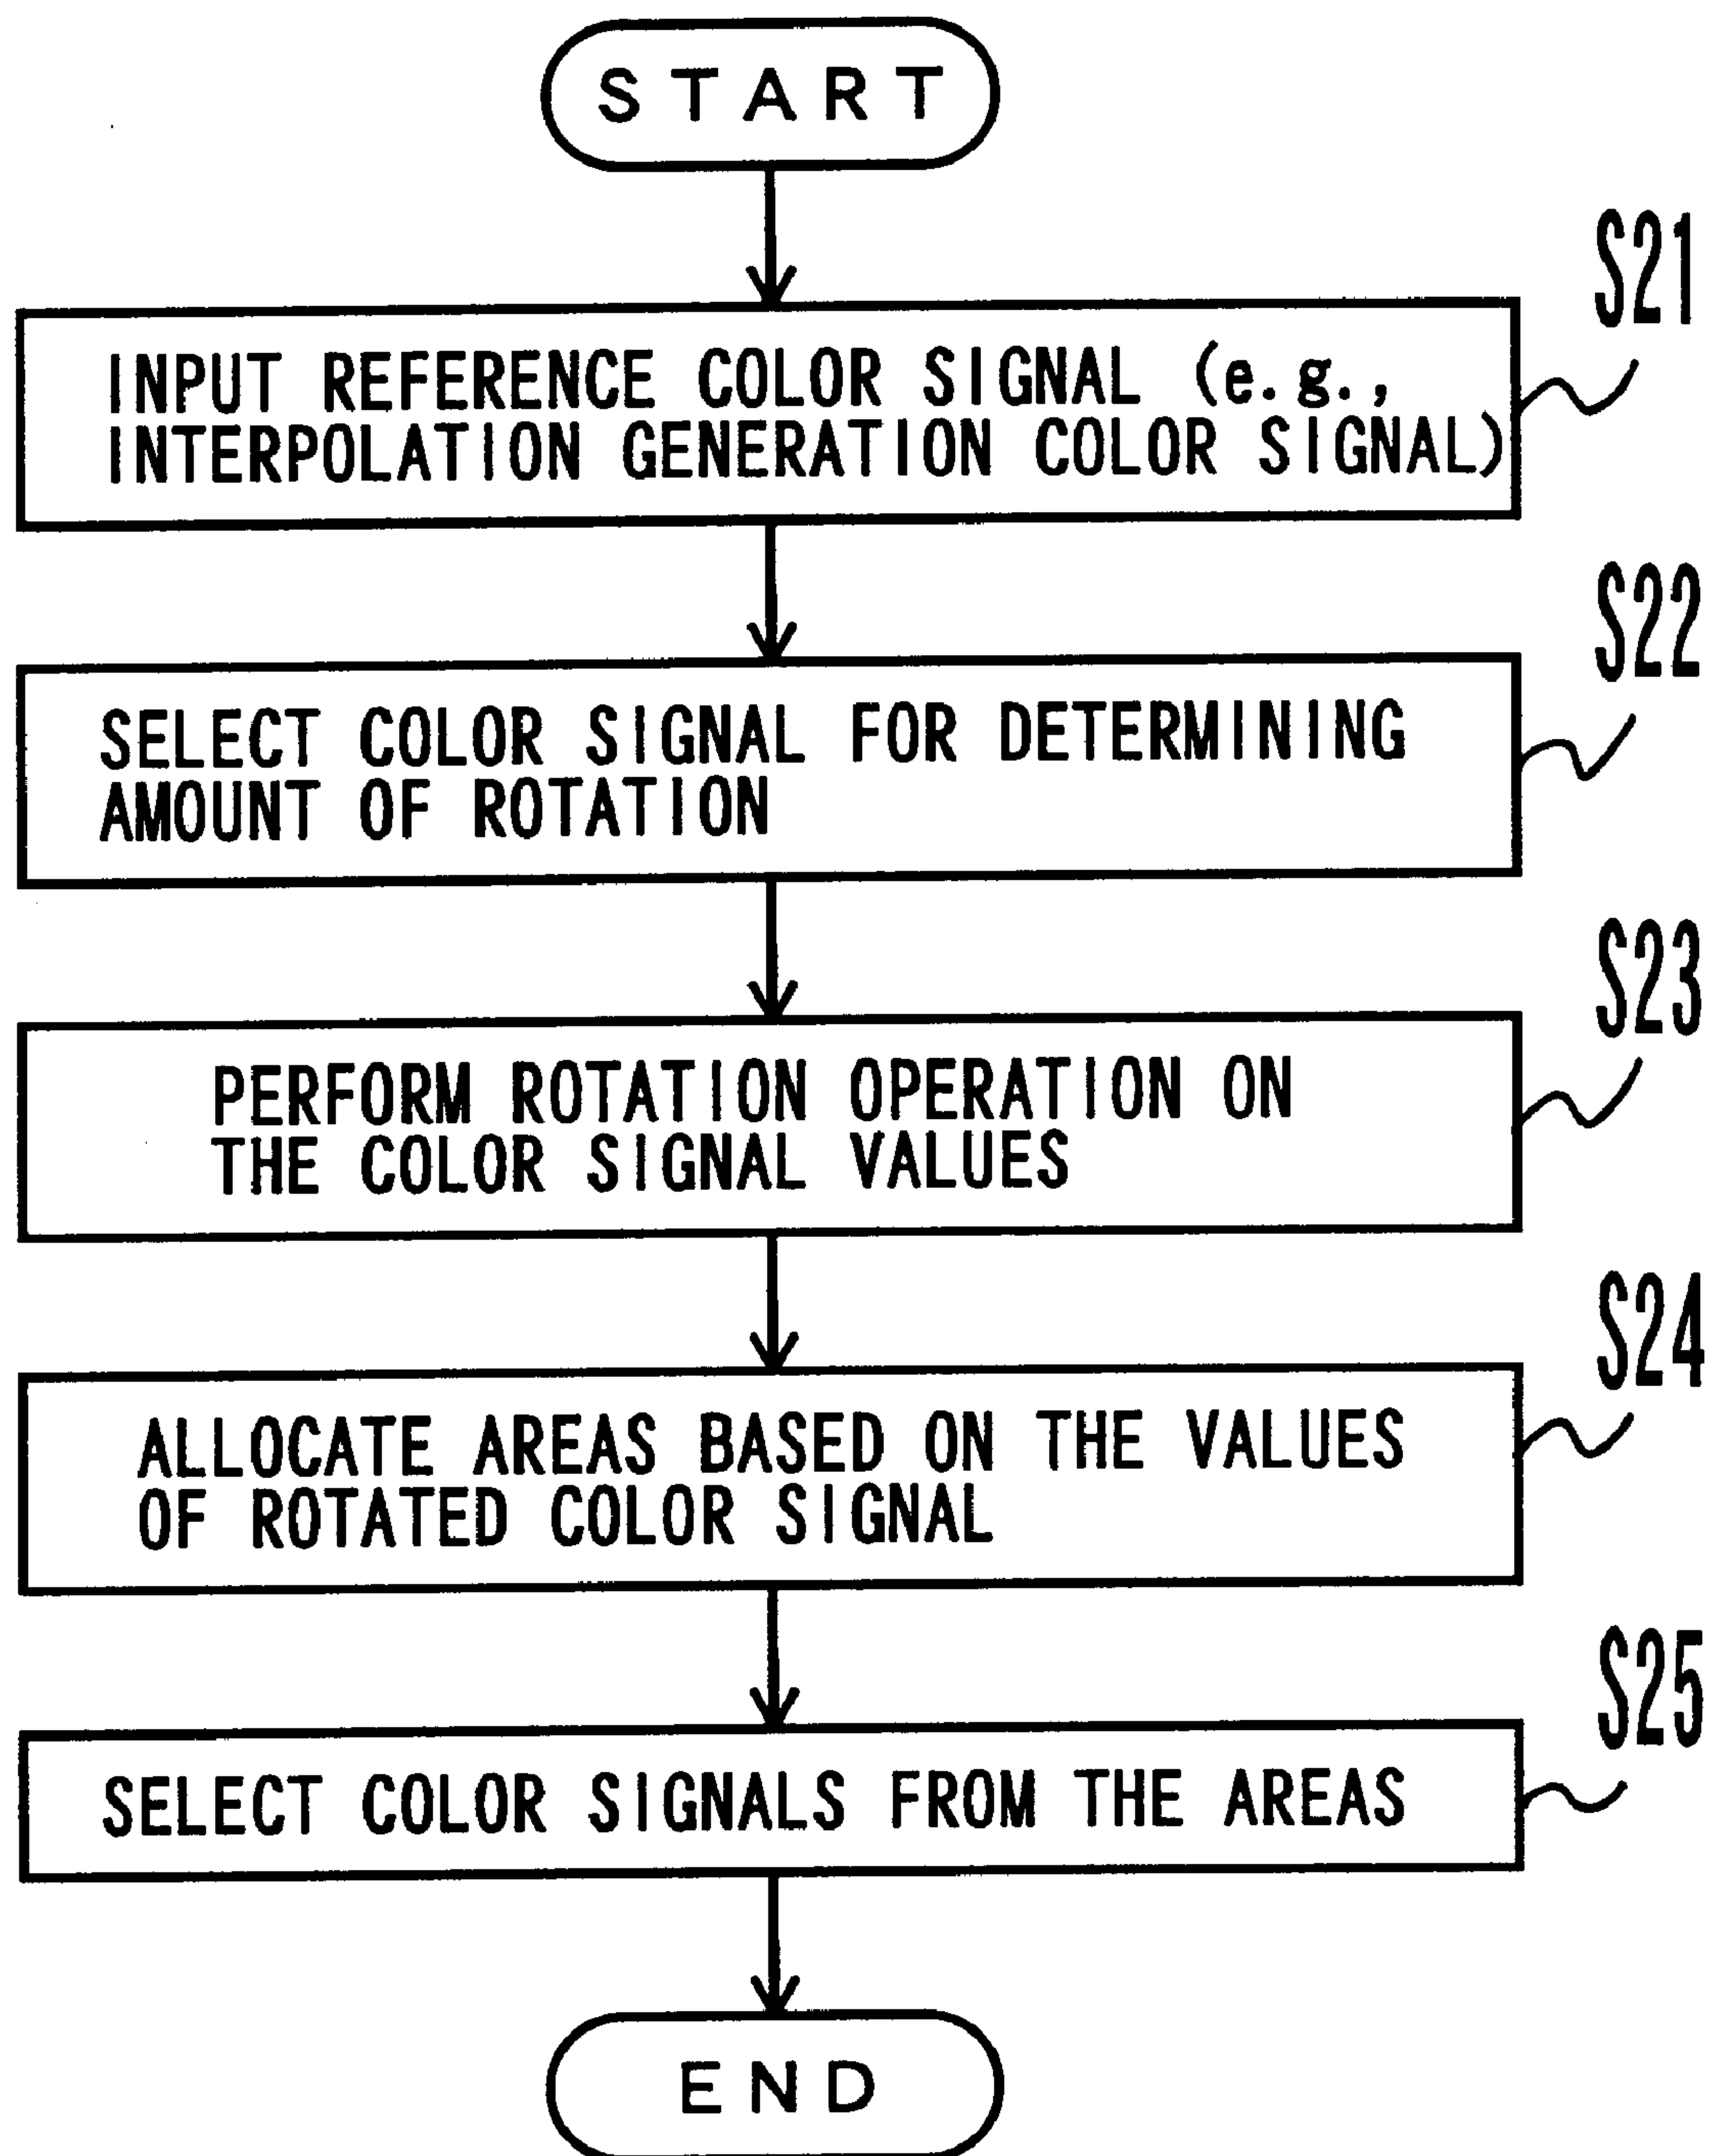 START
S21
INPUT REFERENCE COLOR SIGNAL (e.g.,
INTERPOLATION GENERATION COLOR SIGNAL)
S22
SELECT COLOR SIGNAL FOR DETERMINING
AMOUNT OF ROTATION
S23
PERFORM ROTATION OPERATION ON
THE COLOR SIGNAL VALUES
S24
ALLOCATE AREAS BASED ON THE VALUES
OF ROTATED COLOR SIGNAL
S25
SELECT COLOR SIGNALS FROM THE AREAS
END